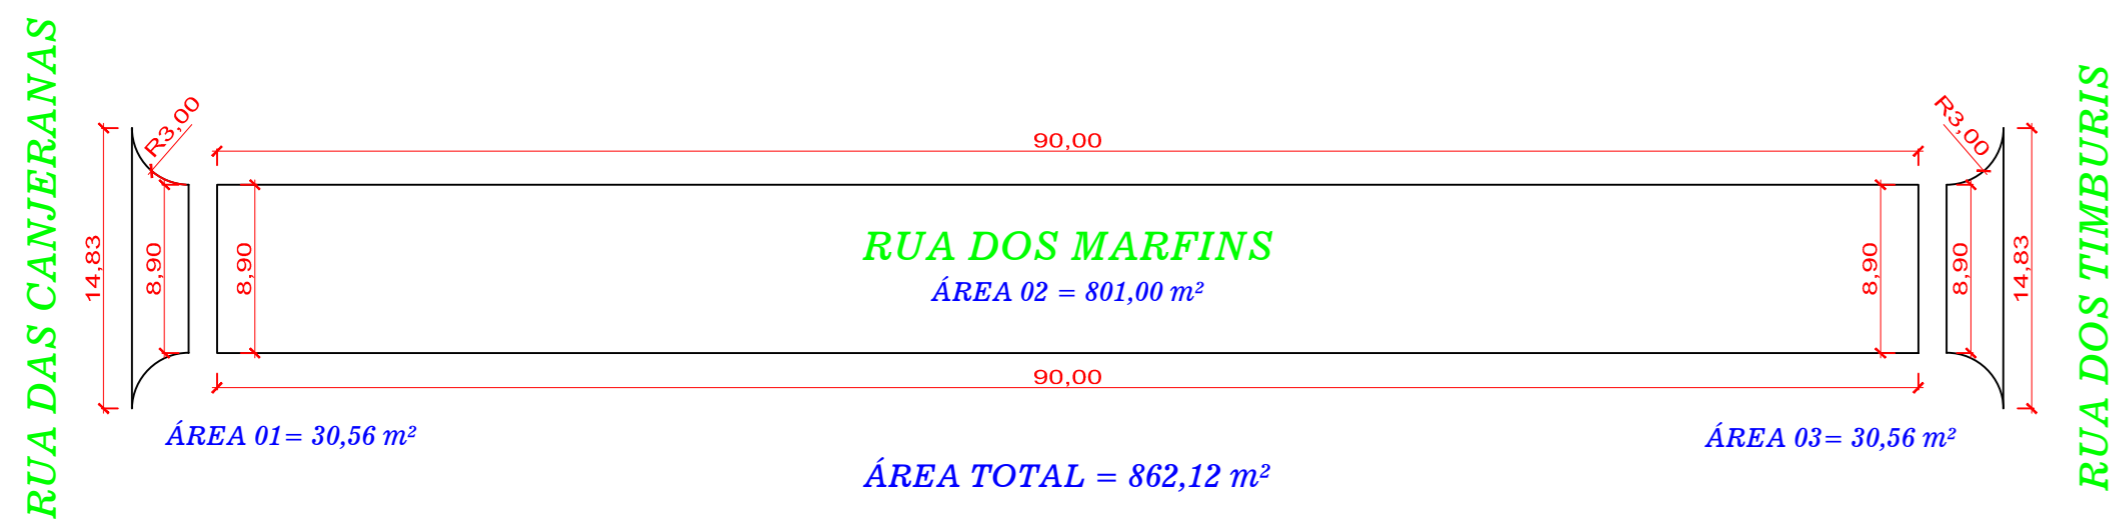 RUA DAS CANJERANAS
14,83
R3,00
8,90
8,90
90,00
RUA DOS MARFINS
ÁREA 02 = 801,00 m²
90,00
8,90
8,90
R3,00
14,83
RUA DOS TIMBURIS
ÁREA 01= 30,56 m²
ÁREA 03= 30,56 m²
ÁREA TOTAL = 862,12 m²